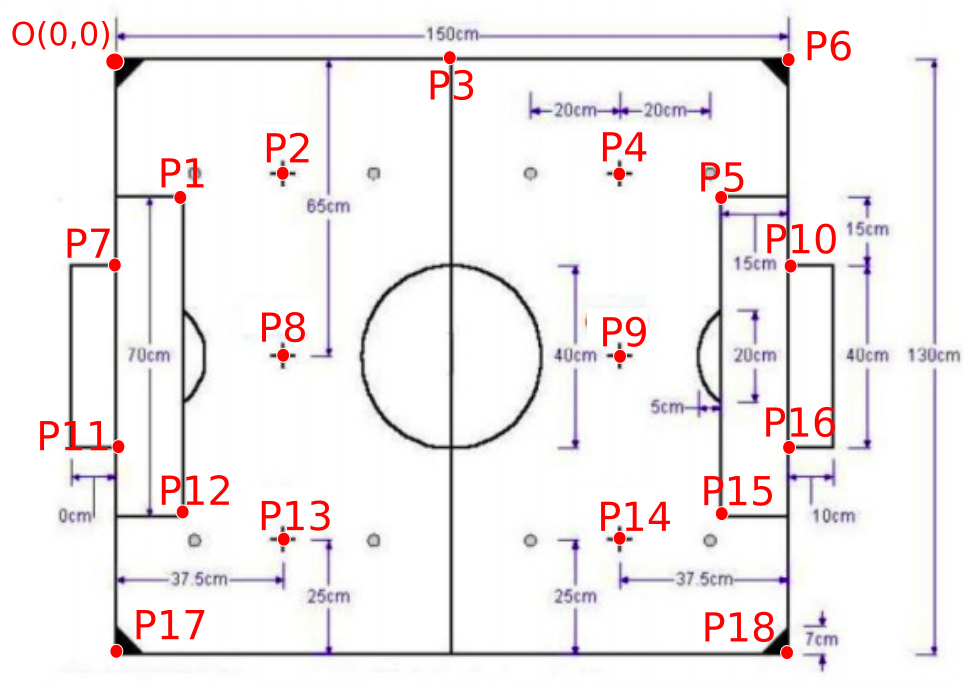 O(0,0)
150cm
P6
P3
20cm
20cm
P2
P4
P1
P5
65cm
15cm
P7
P10
15cm
P8
P9
70cm
40cm
20cm
40cm
130cm
5cm
P11
P16
P12
P15
0cm
P13
P14
10cm
37.5cm
37.5cm
25cm
25cm
P17
P18
7cm